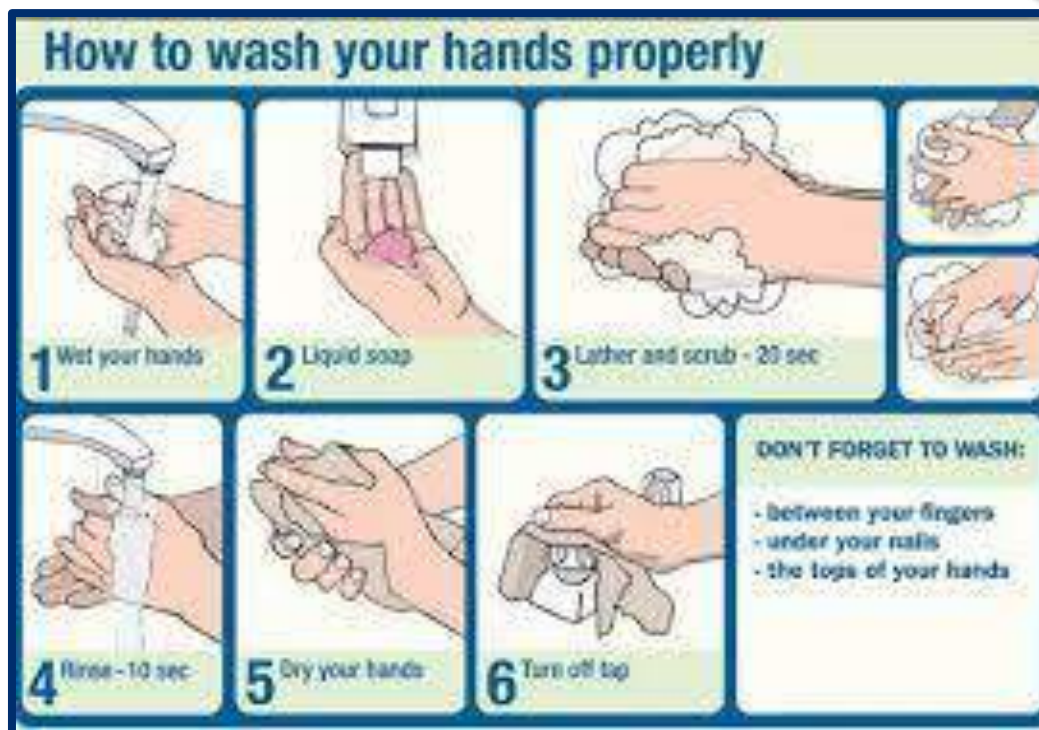 How to wash your hands properly
1 Wet your hands
2 Liquid soap
3 Lather and scrub - 20 sec
4 Rinse - 10 sec
5 Dry your hands
6 Turn off tap
DON'T FORGET TO WASH:
- between your fingers
- under your nails
- the tops of your hands